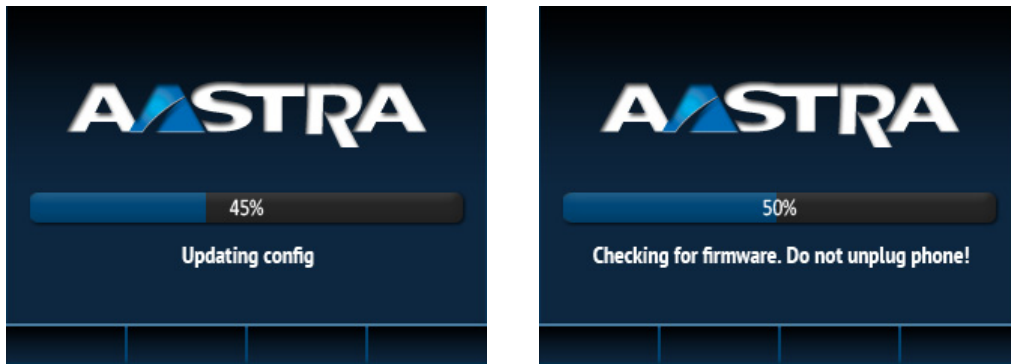 AASTRA
45%
Updating config
AASTRA
50%
Checking for firmware. Do not unplug phone!